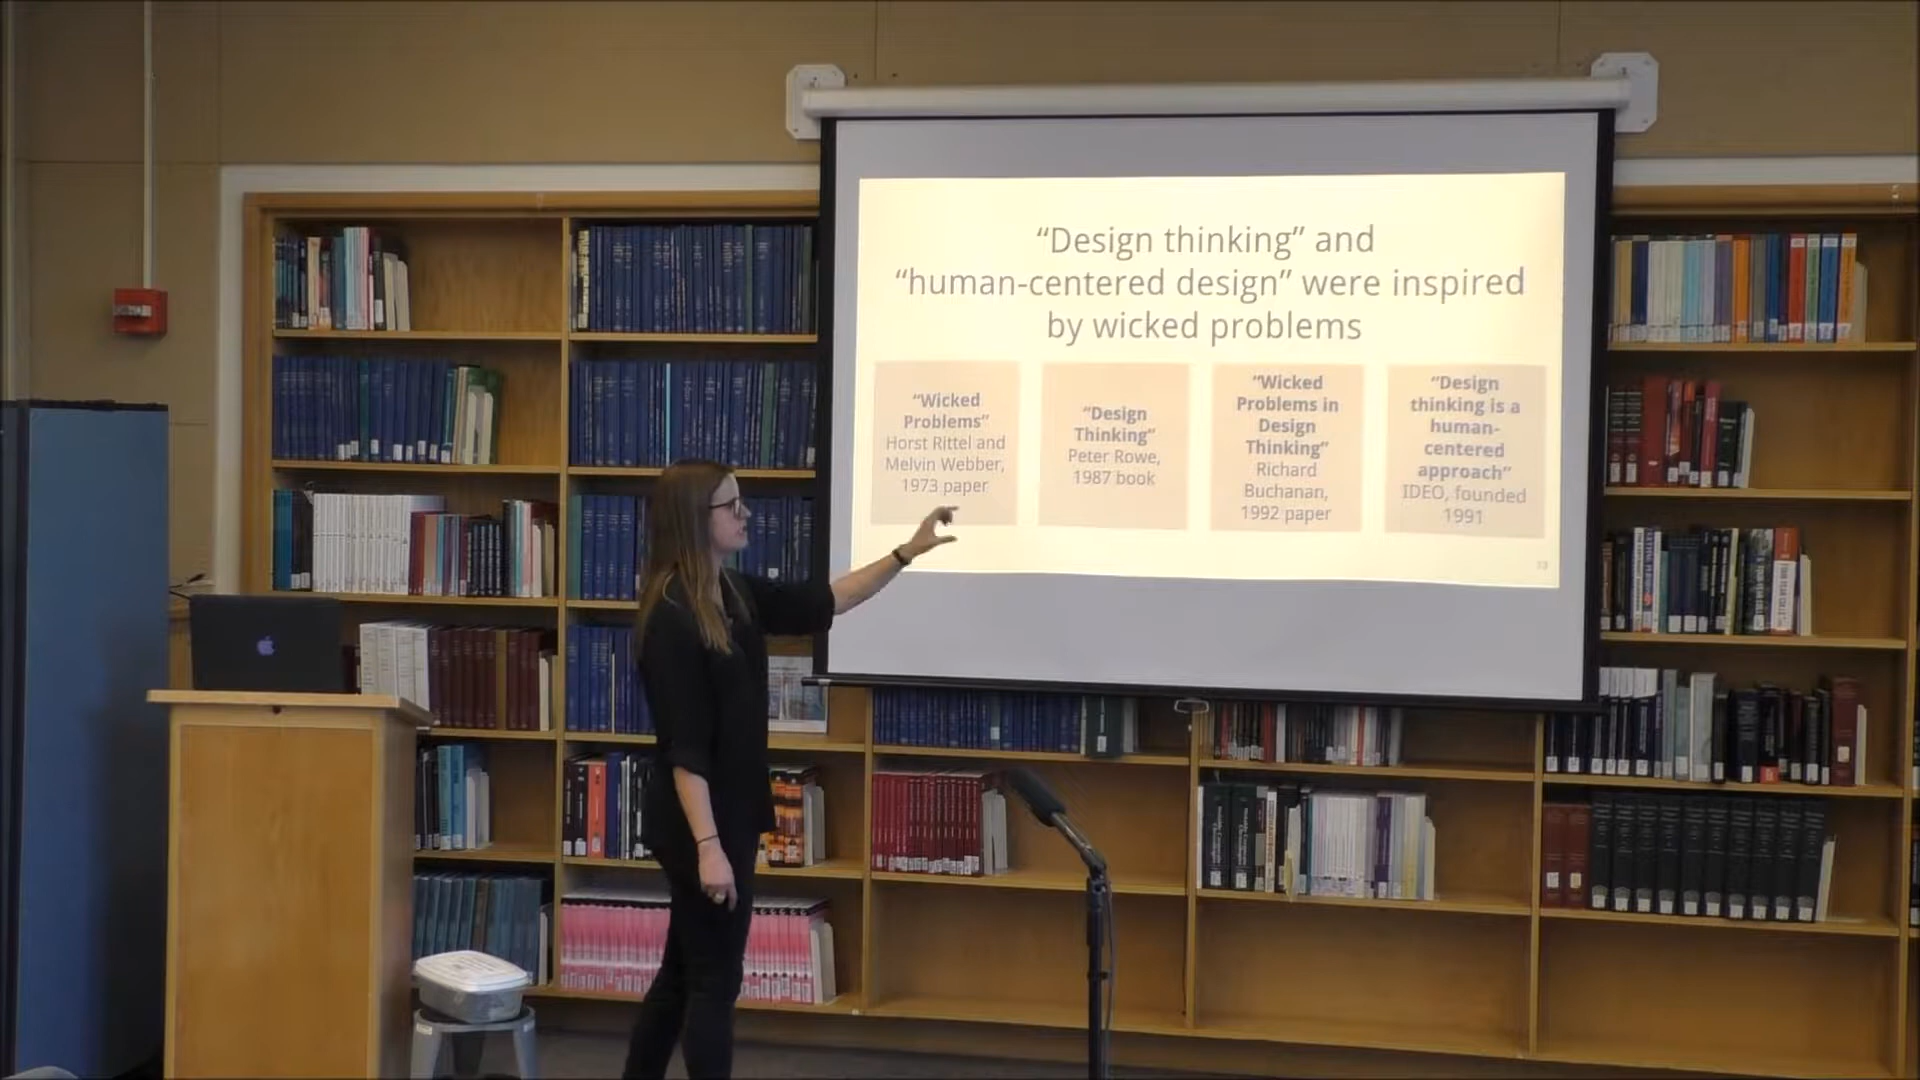 “Design thinking” and
“human-centered design” were inspired
by wicked problems
“Wicked
Problems”
Horst Rittel and
Melvin Webber,
1973 paper
“Design
Thinking”
Peter Rowe,
1987 book
“Wicked
Problems in
Design
Thinking”
Richard
Buchanan,
1992 paper
“Design
thinking is a
human-
centered
approach”
IDEO, founded
1991